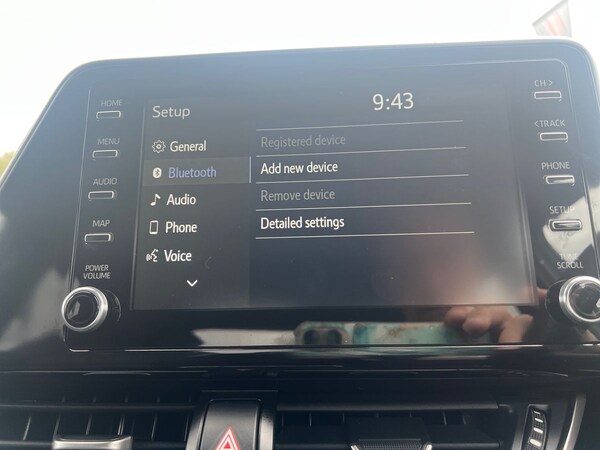 HOME
MENU
AUDIO
MAP
POWER
VOLUME
Setup
9:43
General
Bluetooth
Audio
Phone
Voice
Registered device
Add new device
Remove device
Detailed settings
CH >
< TRACK
PHONE
SETUP
TUNE
SCROLL